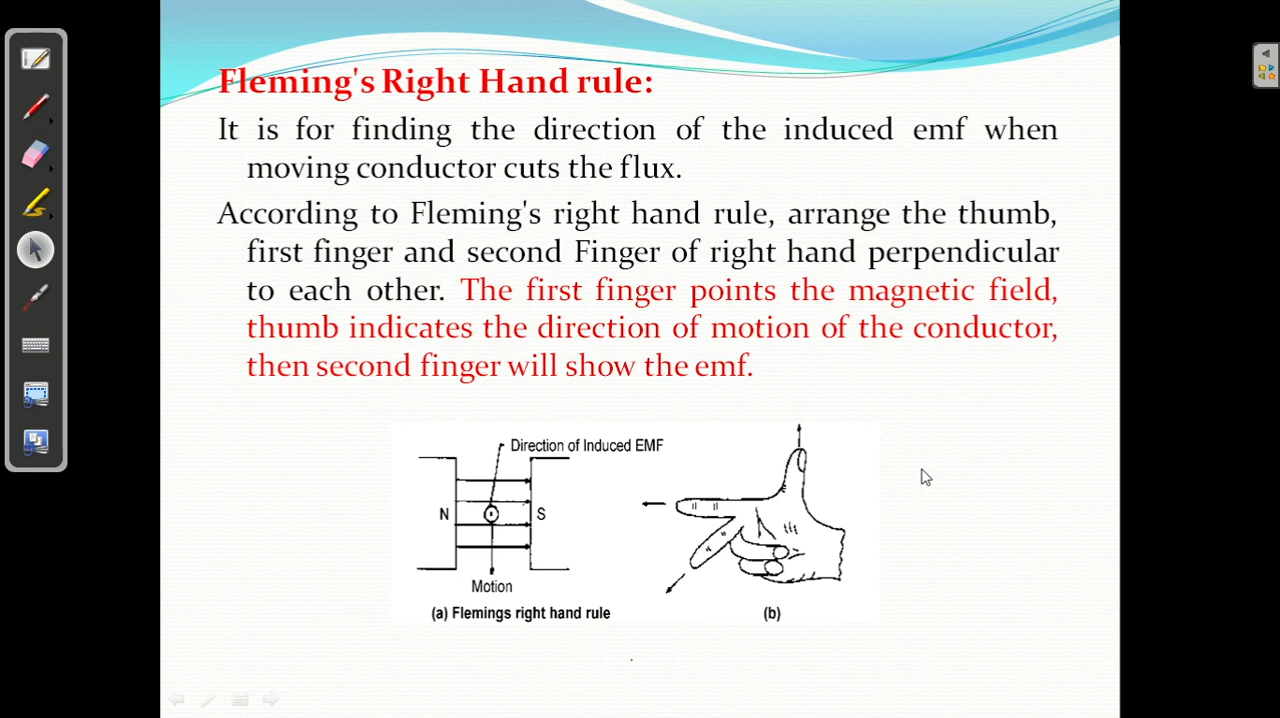 Fleming's Right Hand rule:
It is for finding the direction of the induced emf when
moving conductor cuts the flux.
According to Fleming's right hand rule, arrange the thumb,
first finger and second Finger of right hand perpendicular
to each other. The first finger points the magnetic field,
thumb indicates the direction of motion of the conductor,
then second finger will show the emf.
Direction of Induced EMF
N
S
Motion
(a) Flemings right hand rule
(b)